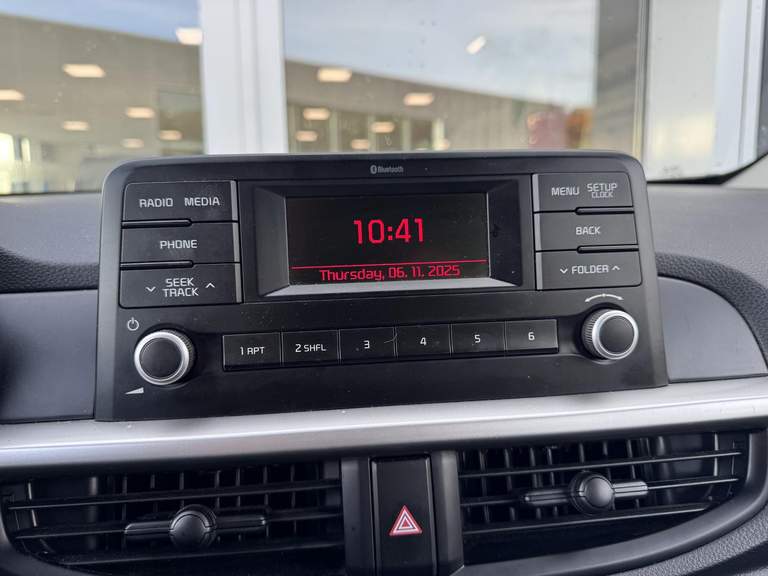 Bluetooth
RADIO MEDIA
PHONE
SEEK
TRACK
10:41
Thursday, 06. 11, 2025
MENU SETUP
CLOCK
BACK
FOLDER
1 RPT 2 SHFL 3 4 5 6